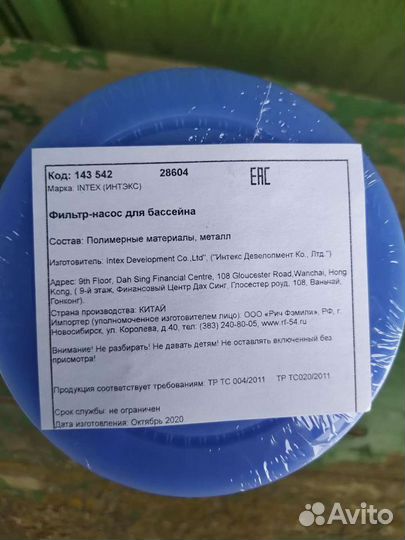 Код: 143 542 28604 EAC
Марка: INTEX (ИНТЭКС)
Фильтр-насос для бассейна
Состав: Полимерные материалы, металл
Изготовитель: Intex Development Co.,Ltd", ("Интекс Девелопмент Ко., Лтд.")
Адрес: 9th Floor, Dah Sing Financial Centre, 108 Gloucester Road,Wanchai, Hong
Kong, ( 9-й этаж, Финансовый Центр Дах Синг, Глосестер роуд, 108, Ваньчай,
Гонконг).
Страна производства: КИТАЙ
Импортер (уполномоченное изготовителем лицо): ООО «Рич Фэмили», РФ, г.
Новосибирск, ул. Королева, д.40, тел: (383) 240-80-05, www.rf-54.ru
Внимание! Не разбирать! Не давать детям! Не оставлять включенный без
присмотра!
Продукция соответствует требованиям: ТР ТС 004/2011 ТР ТС020/2011
Срок службы: не ограничен
Дата изготовления: Октябрь 2020
Avito